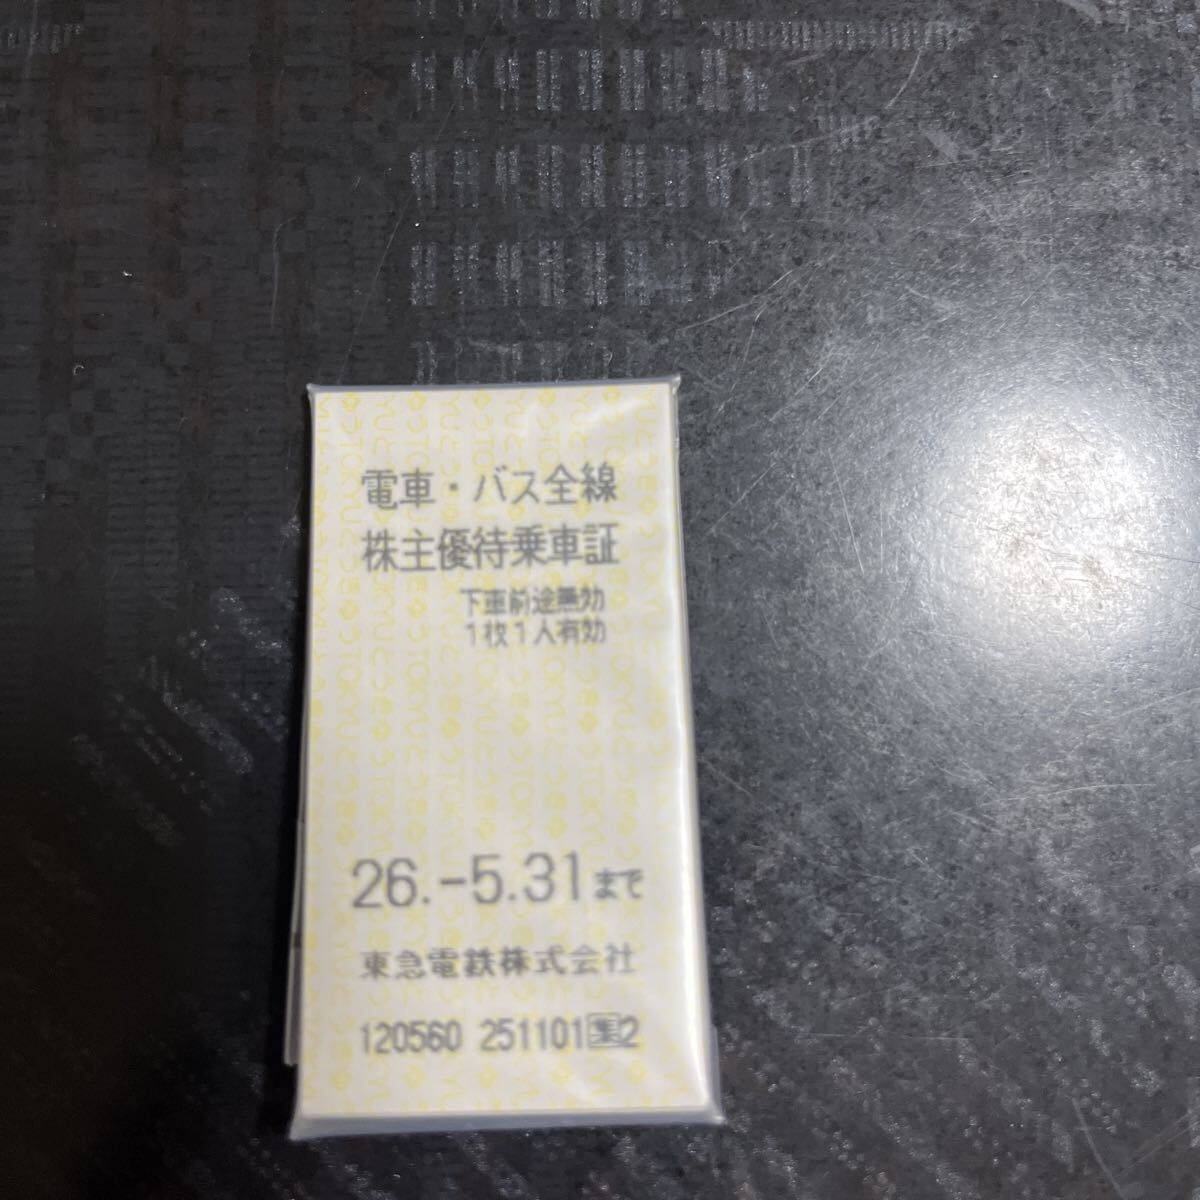 電車・バス全線
株主優待乗車証
下車前途無効
1枚1人有効
26.-5.31まで
東急電鉄株式会社
120560 251101 2